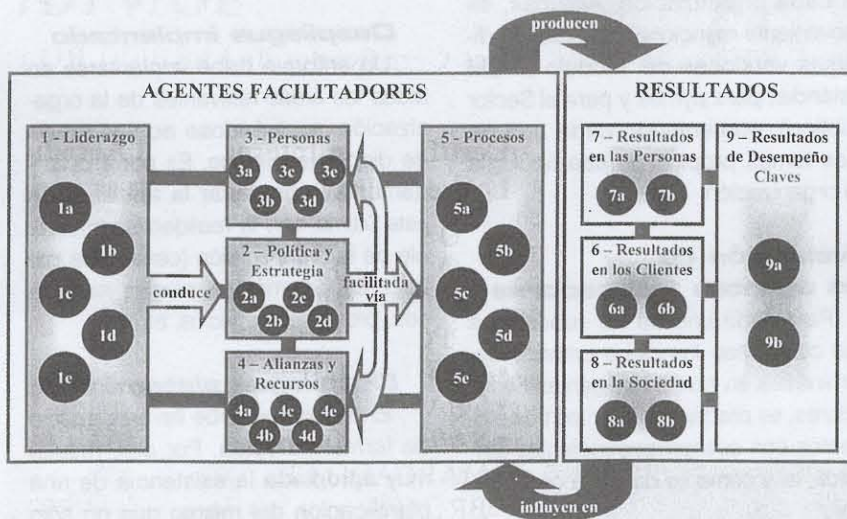 producen
AGENTES FACILITADORES
RESULTADOS
1 – Liderazgo
1a
1b
1c
1d
1e
conduce
3 – Personas
3a 3c 3e
3b 3d
2 – Política y
Estrategia
2a 2c
2b 2d
4 – Alianzas y
Recursos
4a 4c 4e
4b 4d
facilitada
vía
5 – Procesos
5a
5b
5c
5d
5e
7 – Resultados
en las Personas
7a 7b
6 – Resultados
en los Clientes
6a 6b
8 – Resultados
en la Sociedad
8a 8b
9 – Resultados
de Desempeño
Claves
9a
9b
influyen en